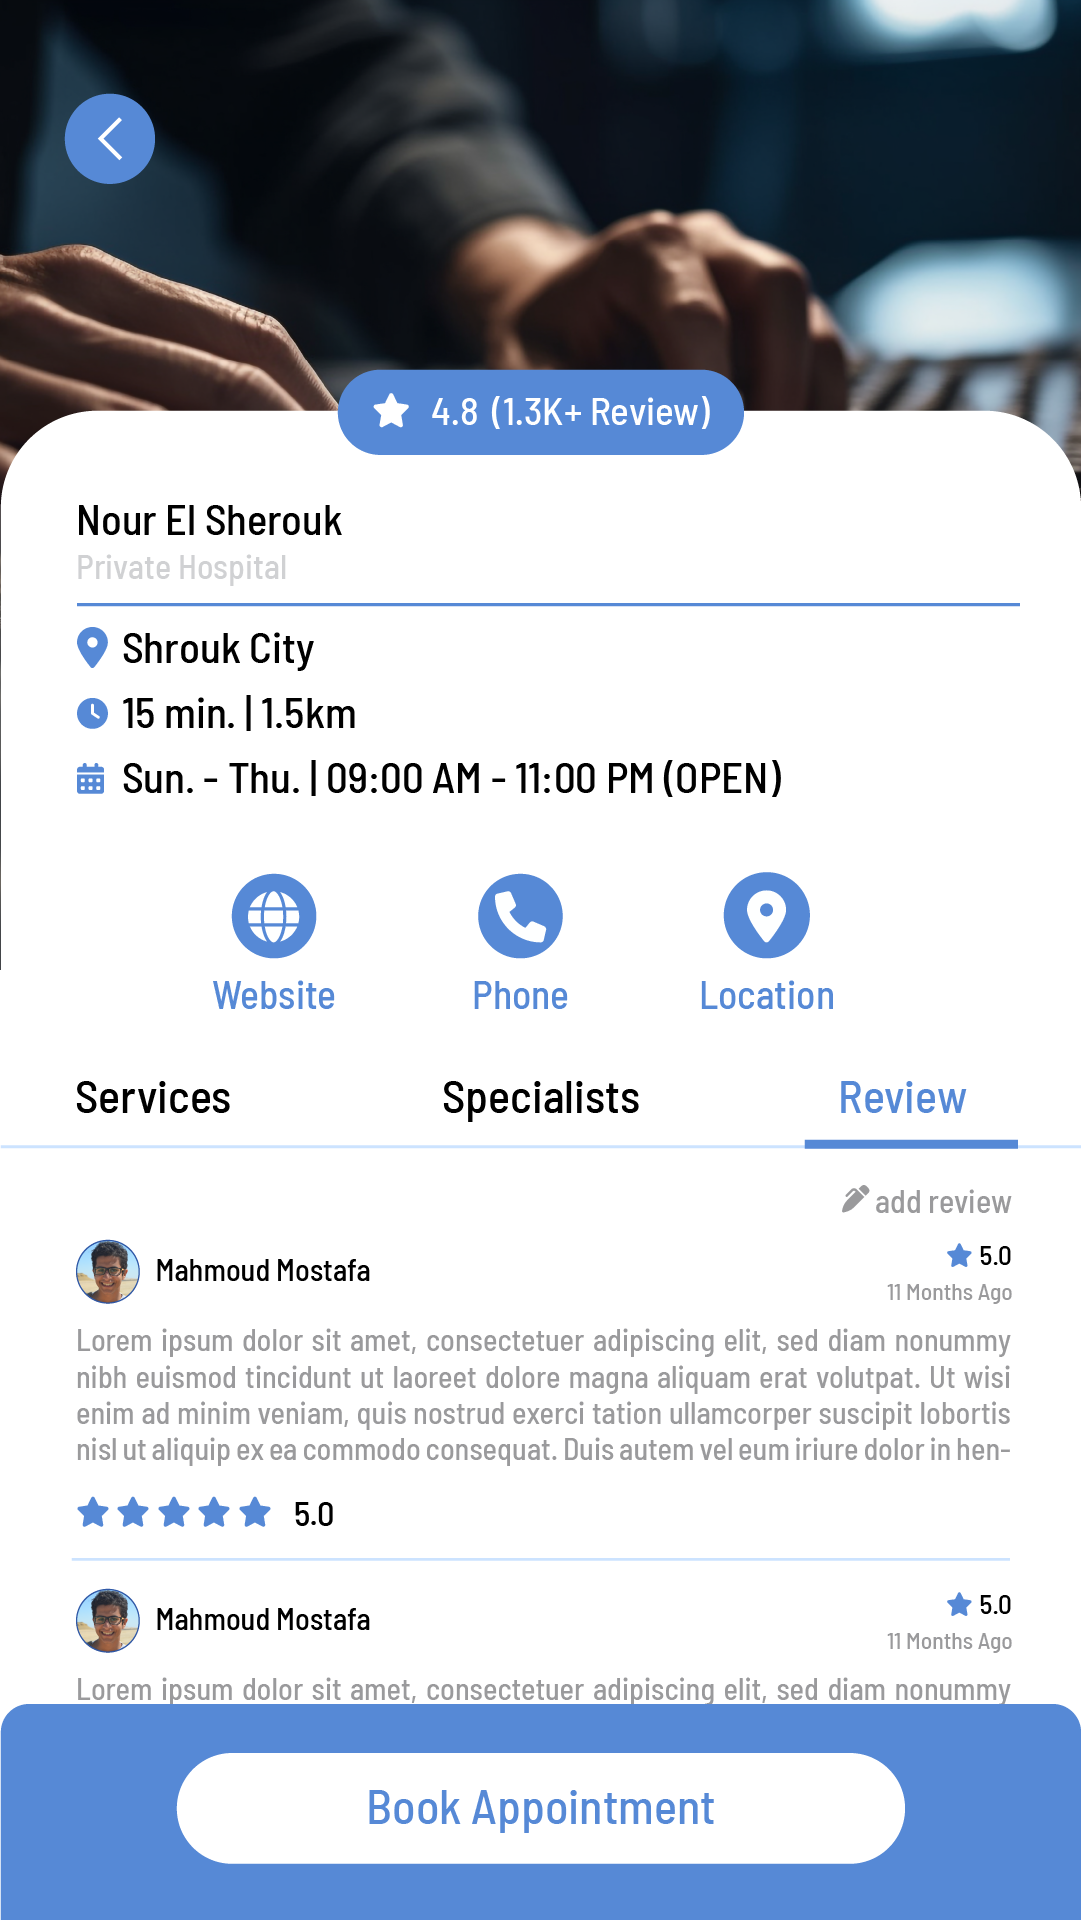 4.8 (1.3K+ Review)
Nour El Sherouk
Private Hospital
Shrouk City
15 min. | 1.5km
Sun. - Thu. | 09:00 AM - 11:00 PM (OPEN)
Website Phone Location
Services Specialists Review
add review
Mahmoud Mostafa
5.0
11 Months Ago
Lorem ipsum dolor sit amet, consectetuer adipiscing elit, sed diam nonummy
nibh euismod tincidunt ut laoreet dolore magna aliquam erat volutpat. Ut wisi
enim ad minim veniam, quis nostrud exerci tation ullamcorper suscipit lobortis
nisl ut aliquip ex ea commodo consequat. Duis autem vel eum iriure dolor in hen-
5.0
Mahmoud Mostafa
5.0
11 Months Ago
Lorem ipsum dolor sit amet, consectetuer adipiscing elit, sed diam nonummy
Book Appointment